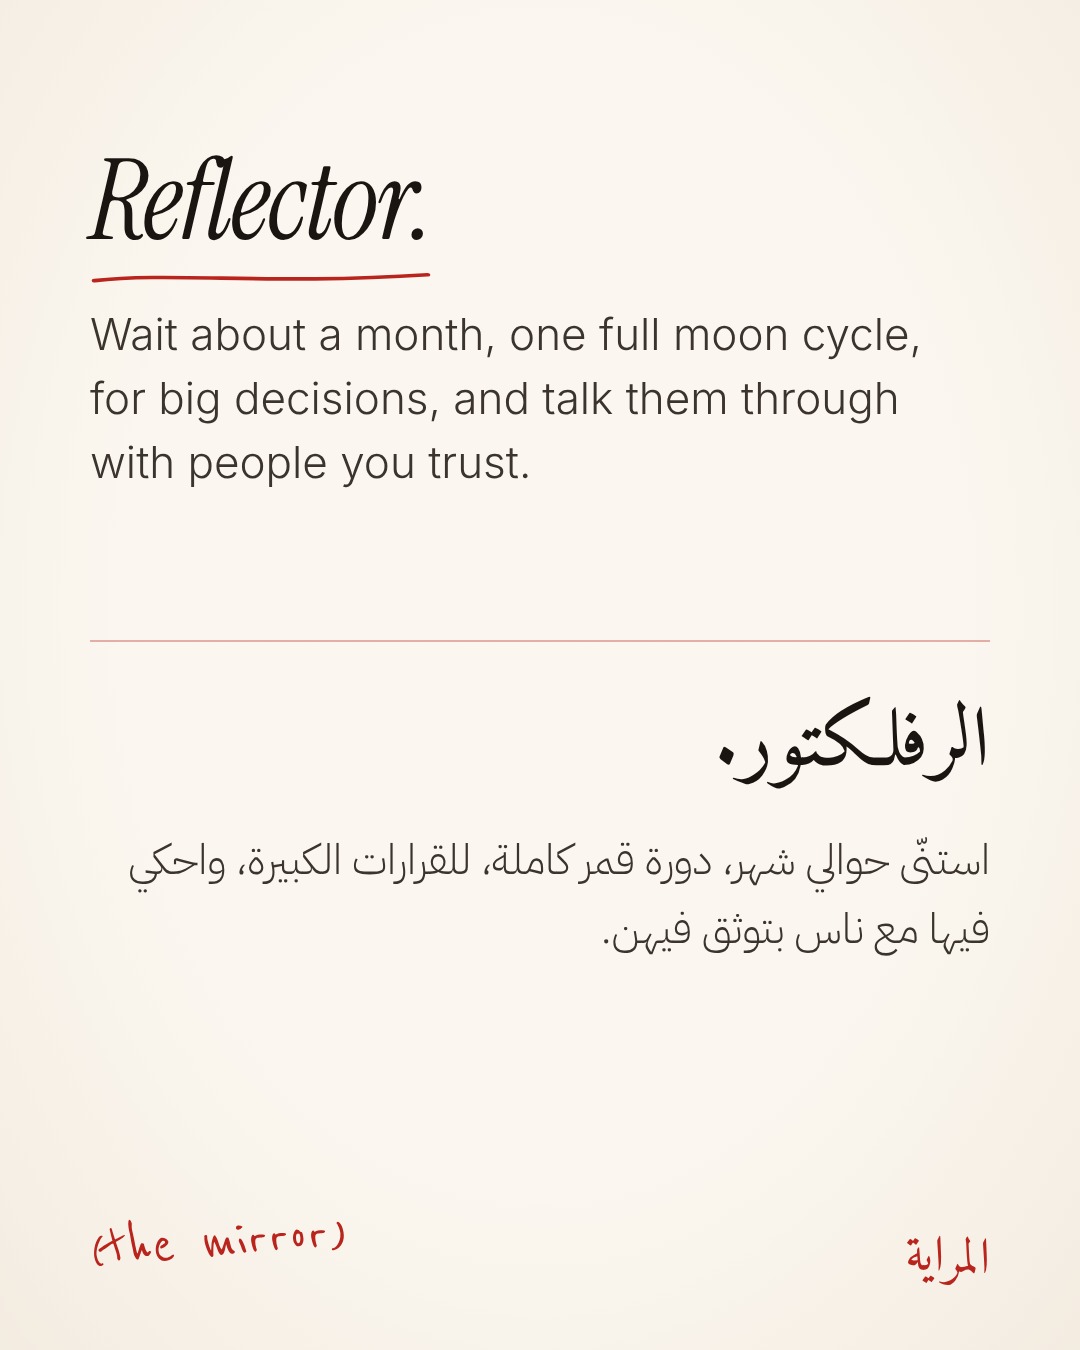 Reflector.
Wait about a month, one full moon cycle,
for big decisions, and talk them through
with people you trust.
الرفلكتور.
استنّى حوالي شهر، دورة قمر كاملة، للقرارات الكبيرة، واحكي
فيها مع ناس بتوثق فيهن.
(the mirror)
المراية